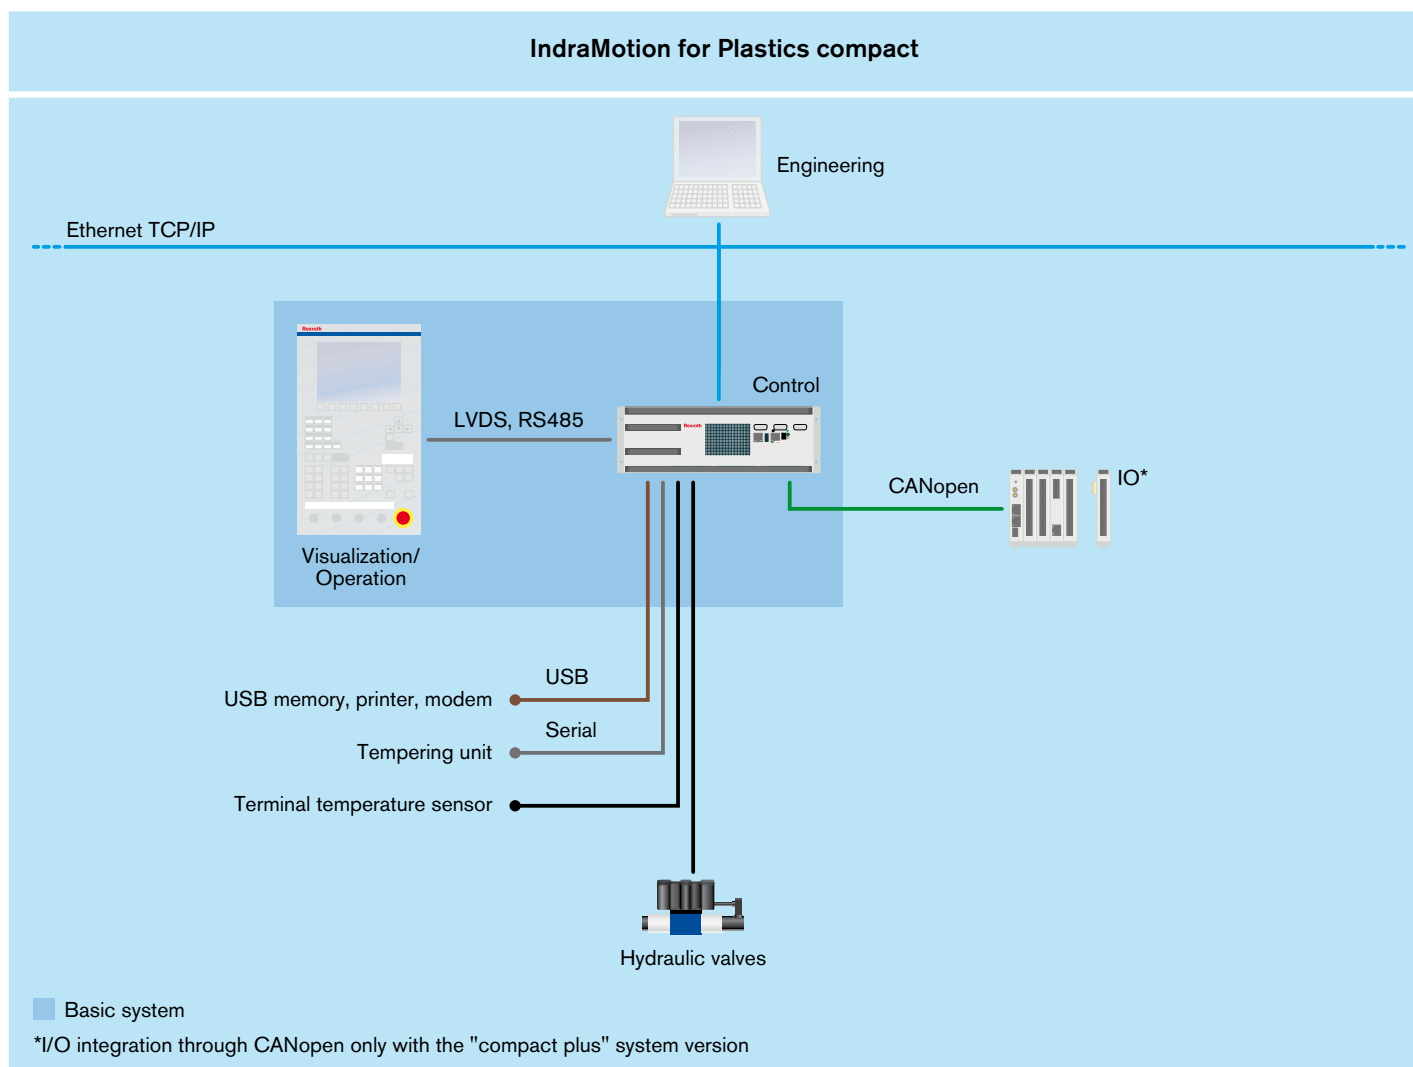 IndraMotion for Plastics compact
Engineering
Ethernet TCP/IP
Rexroth
Control
LVDS, RS485
Rexroth
CANopen
IO*
Visualization/
Operation
USB
USB memory, printer, modem
Serial
Tempering unit
Terminal temperature sensor
Hydraulic valves
Basic system
*I/O integration through CANopen only with the "compact plus" system version